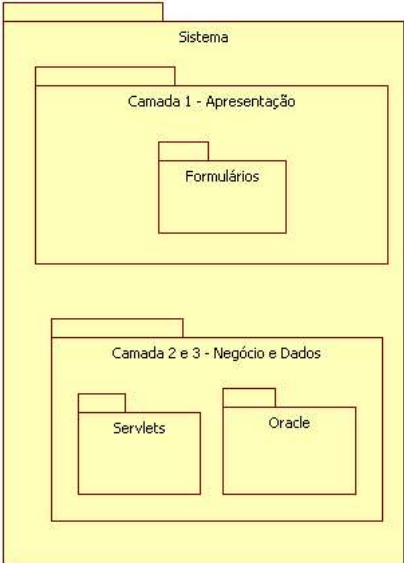 Sistema
Camada 1 - Apresentação
Formulários
Camada 2 e 3 - Negócio e Dados
Servlets
Oracle